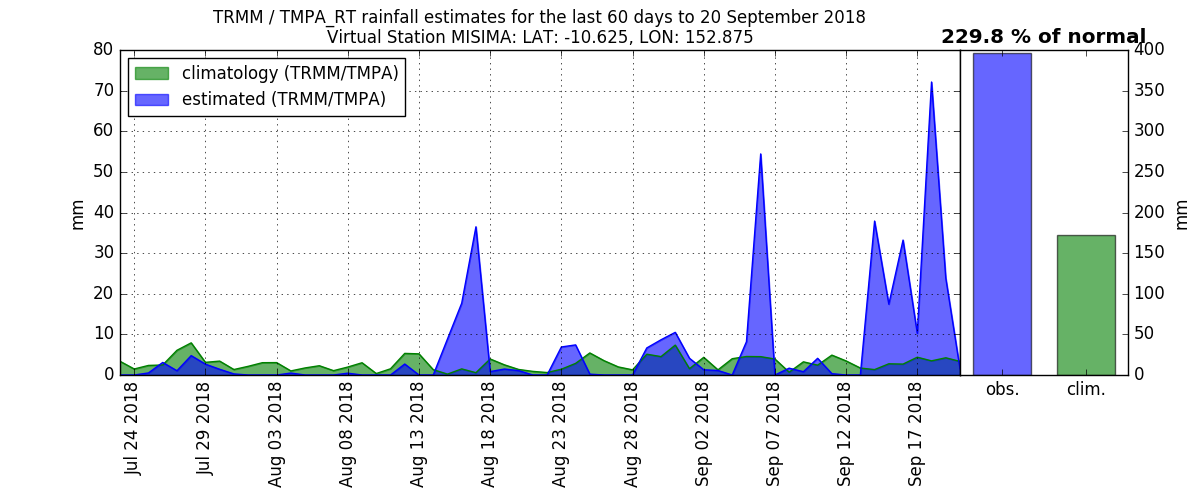 TRMM / TMPA_RT rainfall estimates for the last 60 days to 20 September 2018
Virtual Station MISIMA: LAT: -10.625, LON: 152.875
229.8 % of normal
climatology (TRMM/TMPA)
estimated (TRMM/TMPA)
80
70
60
50
40
30
20
10
0
mm
400
350
300
250
200
150
100
50
0
mm
Jul 24 2018
Jul 29 2018
Aug 03 2018
Aug 08 2018
Aug 13 2018
Aug 18 2018
Aug 23 2018
Aug 28 2018
Sep 02 2018
Sep 07 2018
Sep 12 2018
Sep 17 2018
obs.
clim.